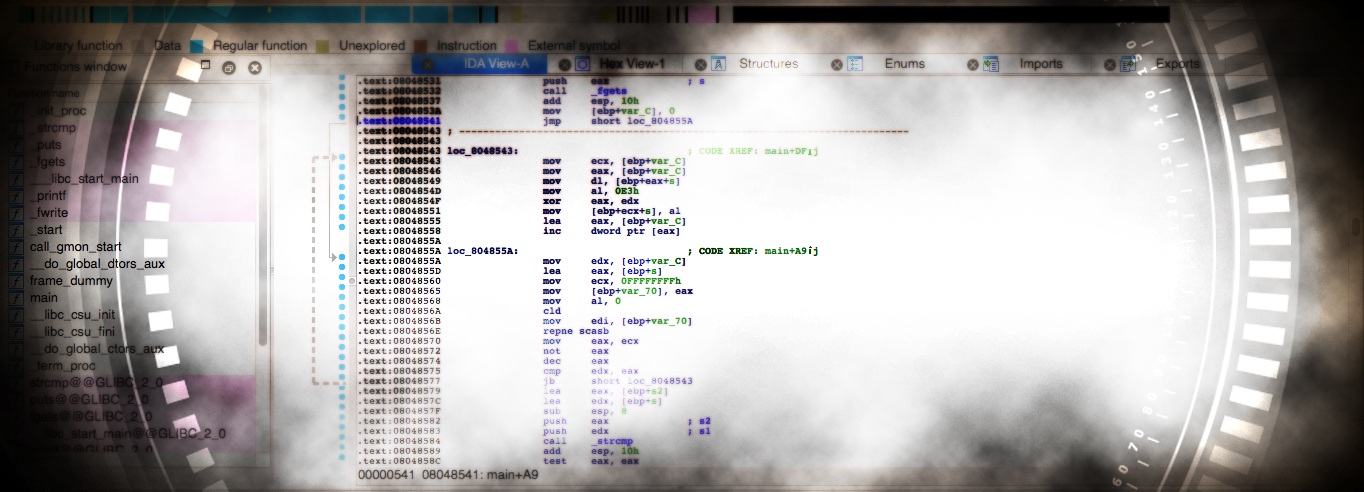 Library function Data Regular function Unexplored Instruction External symbol
Functions window
IDA View-A Hex View-1 Structures Enums Imports Exports
_init_proc
_strcmp
_puts
_fgets
___libc_start_main
_printf
_fwrite
_start
call_gmon_start
__do_global_dtors_aux
frame_dummy
main
__libc_csu_init
__libc_csu_fini
__do_global_ctors_aux
_term_proc
strcmp@@GLIBC_2_0
puts@@GLIBC_2_0
fgets@@GLIBC_2_0
__libc_start_main@@GLIBC_2_0
.text:08048531 push eax ; s
.text:08048532 call _fgets
.text:08048537 add esp, 10h
.text:0804853A mov [ebp+var_C], 0
.text:08048541 jmp short loc_804855A
.text:08048543 ; ---------------------------------------------------------------------------
.text:08048543
.text:08048543 loc_8048543: ; CODE XREF: main+DF↓j
.text:08048543 mov ecx, [ebp+var_C]
.text:08048546 mov eax, [ebp+var_C]
.text:08048549 mov dl, [ebp+eax+s]
.text:0804854D mov al, 0E3h
.text:0804854F xor eax, edx
.text:08048551 mov [ebp+ecx+s], al
.text:08048555 lea eax, [ebp+var_C]
.text:08048558 inc dword ptr [eax]
.text:0804855A
.text:0804855A loc_804855A: ; CODE XREF: main+A9↑j
.text:0804855A mov edx, [ebp+var_C]
.text:0804855D lea eax, [ebp+s]
.text:08048560 mov ecx, 0FFFFFFFFh
.text:08048565 mov [ebp+var_70], eax
.text:08048568 mov al, 0
.text:0804856A cld
.text:0804856B mov edi, [ebp+var_70]
.text:0804856E repne scasb
.text:08048570 mov eax, ecx
.text:08048572 not eax
.text:08048574 dec eax
.text:08048575 cmp edx, eax
.text:08048577 jb short loc_8048543
.text:08048579 lea eax, [ebp+s2]
.text:0804857C lea edx, [ebp+s]
.text:0804857F sub esp, 8
.text:08048582 push eax ; s2
.text:08048583 push edx ; s1
.text:08048584 call _strcmp
.text:08048589 add esp, 10h
.text:0804858C test eax, eax
00000541 08048541: main+A9